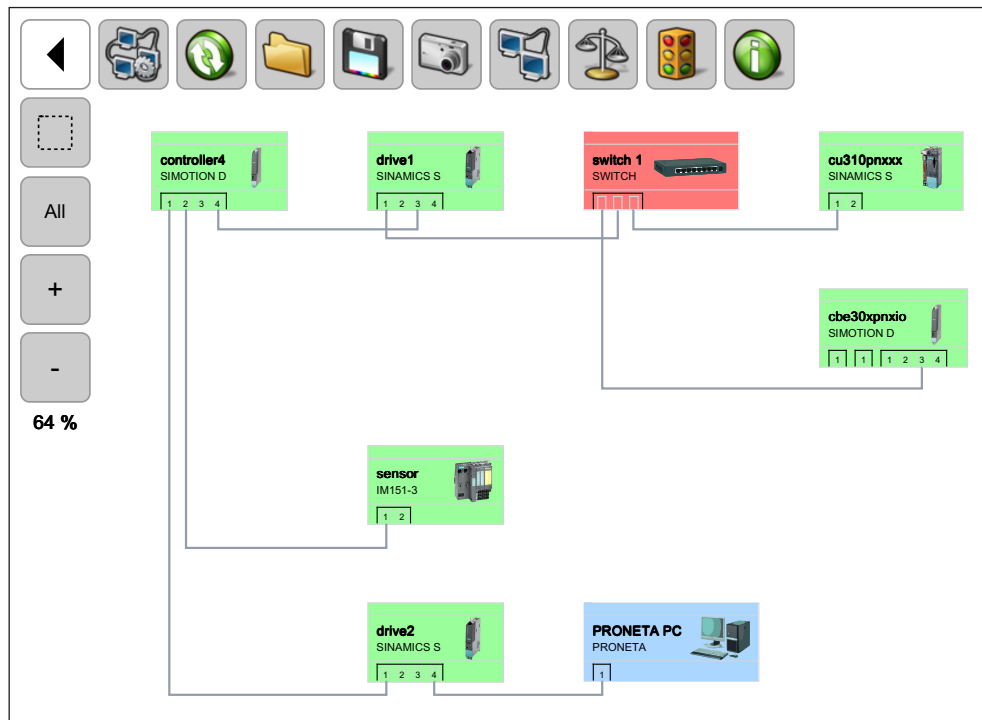 All
+
-
64 %
controller4
SIMOTION D
1 2 3 4
drive1
SINAMICS S
1 2 3 4
switch 1
SWITCH
cu310pnxxx
SINAMICS S
1 2
cbe30xpnxio
SIMOTION D
1 1 1 2 3 4
sensor
IM151-3
1 2
drive2
SINAMICS S
1 2 3 4
PRONETA PC
PRONETA
1